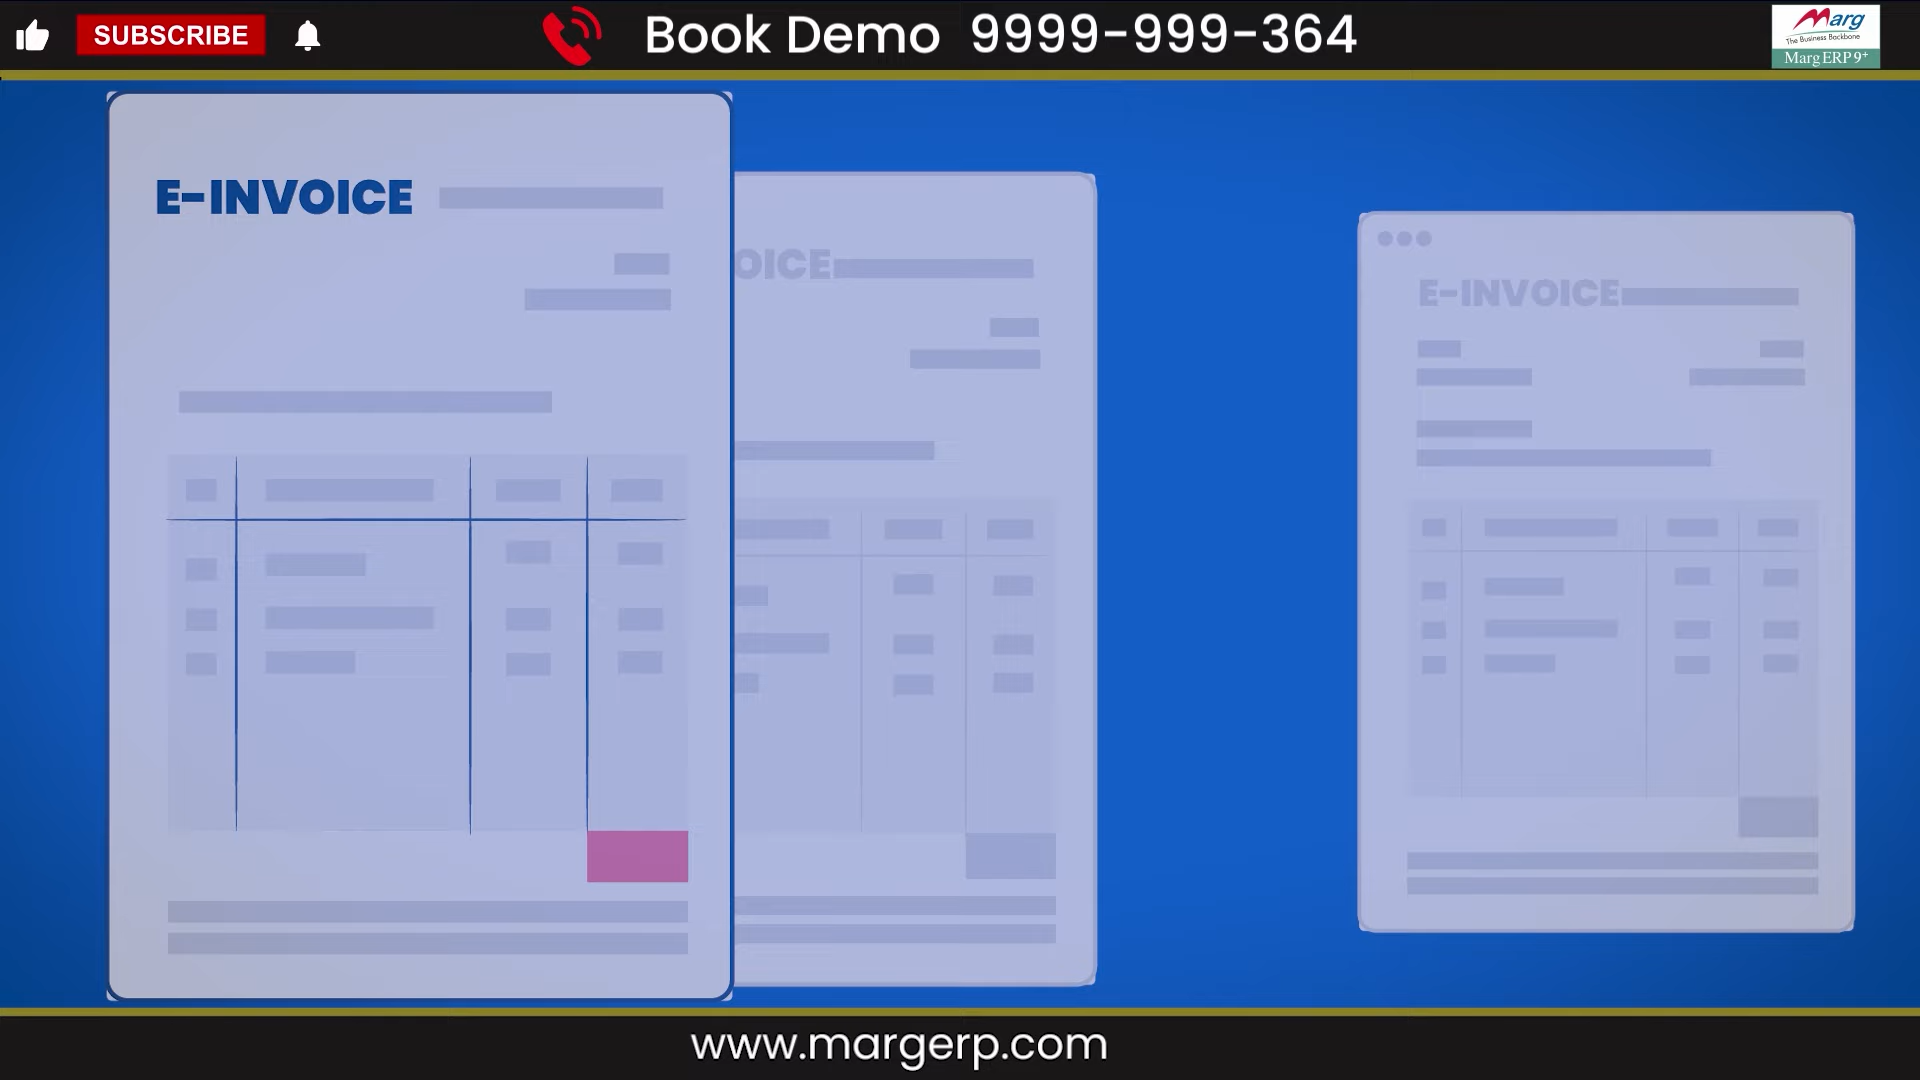 SUBSCRIBE
Book Demo 9999-999-364
Marg
The Business Backbone
Marg ERP 9+
E-INVOICE
OICE
E-INVOICE
www.margerp.com